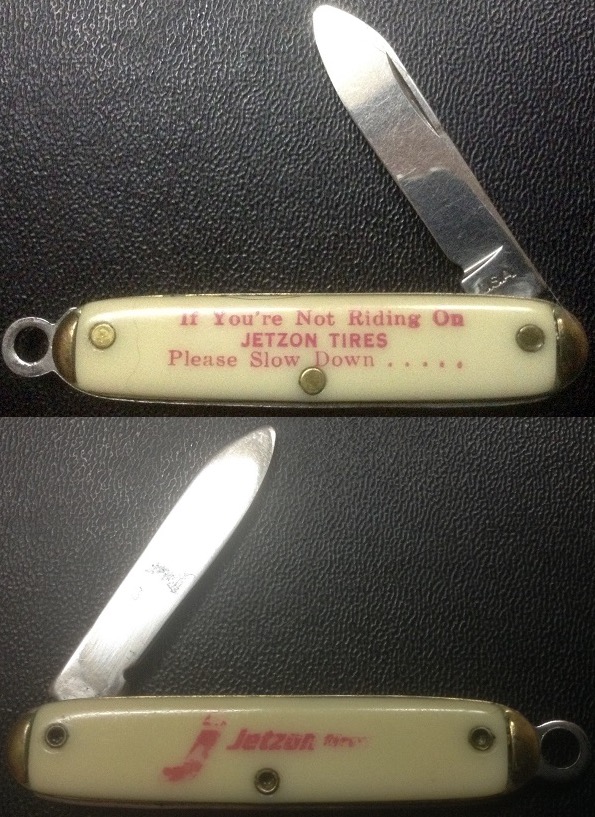 U.S.A.
If You're Not Riding On
JETZON TIRES
Please Slow Down . . . . .
Jetzon